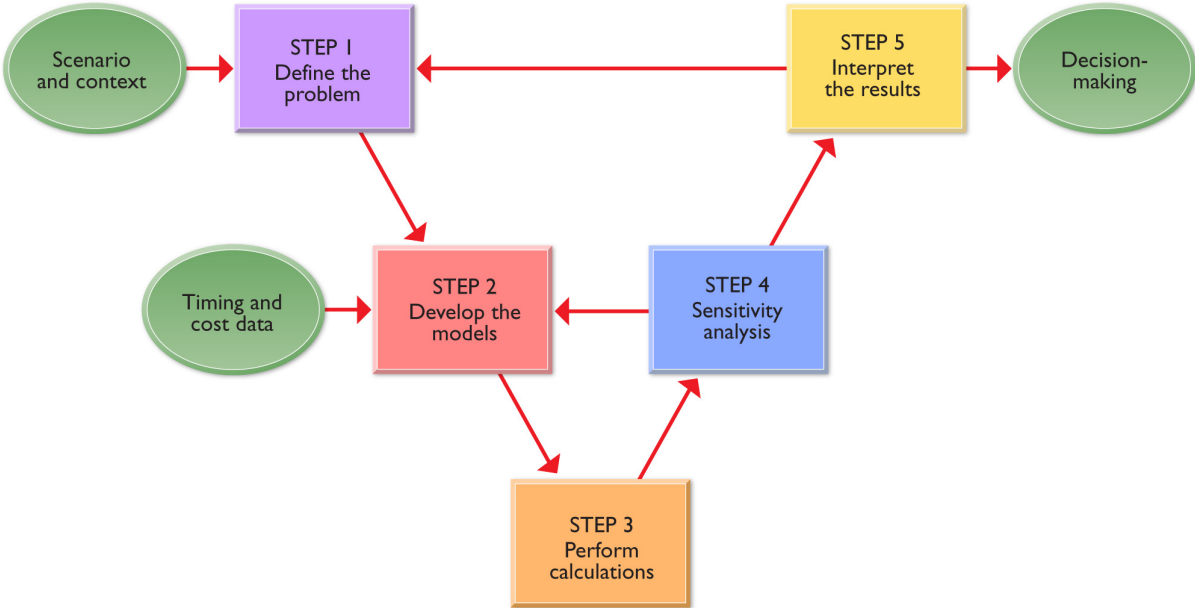 Scenario
and context
STEP 1
Define the
problem
STEP 5
Interpret
the results
Decision-
making
Timing and
cost data
STEP 2
Develop the
models
STEP 4
Sensitivity
analysis
STEP 3
Perform
calculations